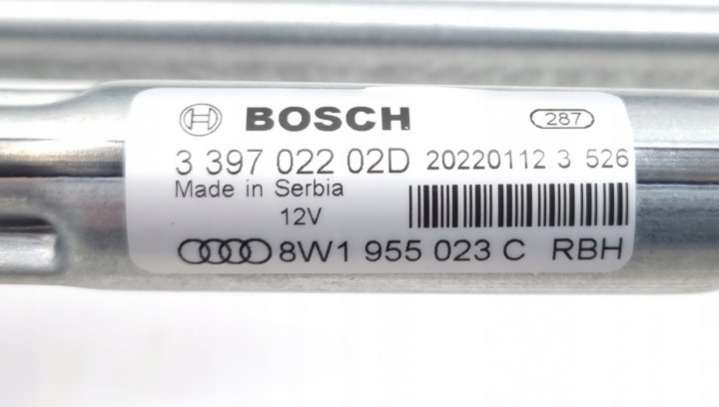 BOSCH 287
3 397 022 02D 20220112 3 526
Made in Serbia
12V
8W1 955 023 C RBH